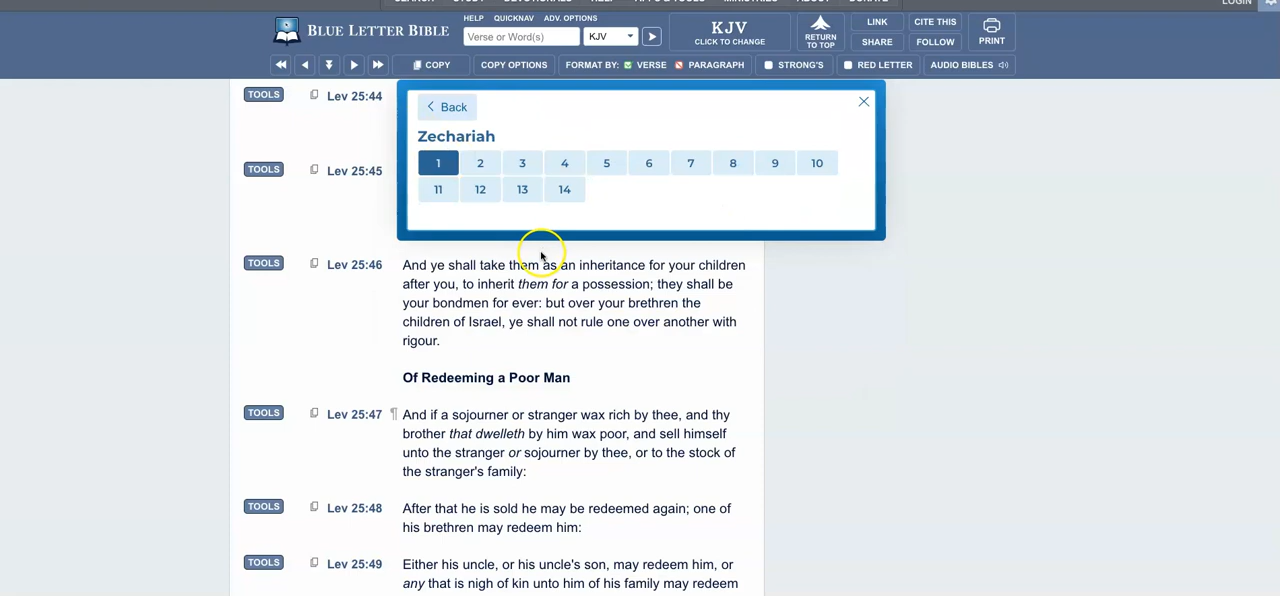 SEARCH STUDY DEVOTIONALS HELP APPS & TOOLS MINISTRIES ABOUT DONATE
LOGIN
BLUE LETTER BIBLE
HELP QUICKNAV ADV. OPTIONS
Verse or Word(s) KJV
KJV
CLICK TO CHANGE
RETURN
TO TOP
LINK CITE THIS
SHARE FOLLOW
PRINT
COPY COPY OPTIONS FORMAT BY: VERSE PARAGRAPH STRONG'S RED LETTER AUDIO BIBLES
Back
Zechariah
1 2 3 4 5 6 7 8 9 10
11 12 13 14
TOOLS Lev 25:44
TOOLS Lev 25:45
TOOLS Lev 25:46 And ye shall take them as an inheritance for your children
after you, to inherit them for a possession; they shall be
your bondmen for ever: but over your brethren the
children of Israel, ye shall not rule one over another with
rigour.
Of Redeeming a Poor Man
TOOLS Lev 25:47 ¶ And if a sojourner or stranger wax rich by thee, and thy
brother that dwelleth by him wax poor, and sell himself
unto the stranger or sojourner by thee, or to the stock of
the stranger's family:
TOOLS Lev 25:48 After that he is sold he may be redeemed again; one of
his brethren may redeem him:
TOOLS Lev 25:49 Either his uncle, or his uncle's son, may redeem him, or
any that is nigh of kin unto him of his family may redeem